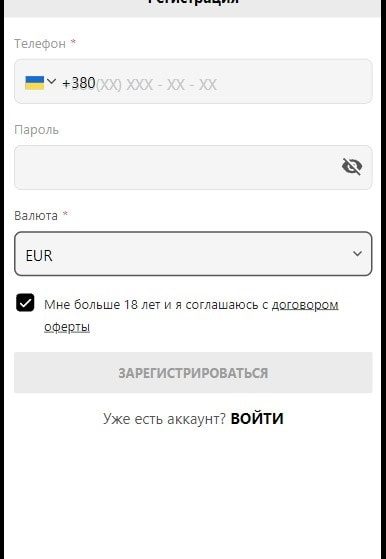 Регистрация
Телефон *
+380(XX) XXX - XX - XX
Пароль
Валюта *
EUR
Мне больше 18 лет и я соглашаюсь с договором
оферты
ЗАРЕГИСТРИРОВАТЬСЯ
Уже есть аккаунт? ВОЙТИ